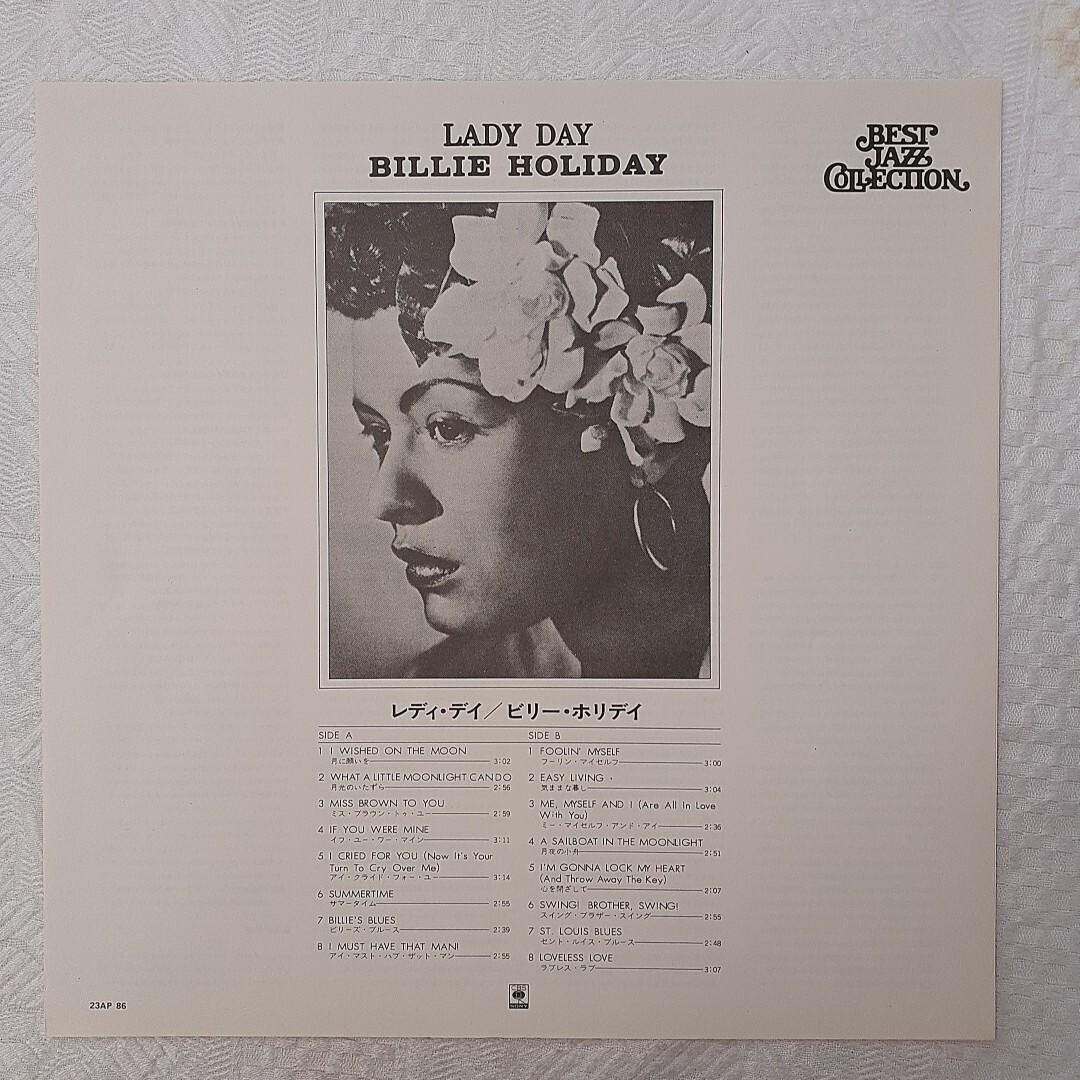 LADY DAY
BILLIE HOLIDAY
BEST
JAZZ
COLLECTION
レディ・デイ／ビリー・ホリデイ
SIDE A
1 I WISHED ON THE MOON
月に願いを 3:02
2 WHAT A LITTLE MOONLIGHT CAN DO
月光のいたずら 2:56
3 MISS BROWN TO YOU
ミス・ブラウン・トゥ・ユー 2:59
4 IF YOU WERE MINE
イフ・ユー・ワー・マイン 3:11
5 I CRIED FOR YOU (Now It's Your
Turn To Cry Over Me)
アイ・クライド・フォー・ユー 3:14
6 SUMMERTIME
サマータイム 2:55
7 BILLIE'S BLUES
ビリーズ・ブルース 2:39
8 I MUST HAVE THAT MAN!
アイ・マスト・ハブ・ザット・マン 2:55
SIDE B
1 FOOLIN' MYSELF
フーリン・マイセルフ 3:00
2 EASY LIVING
気ままな暮し 3:04
3 ME, MYSELF AND I (Are All In Love
With You)
ミー・マイセルフ・アンド・アイ 2:36
4 A SAILBOAT IN THE MOONLIGHT
月夜の小舟 2:51
5 I'M GONNA LOCK MY HEART
(And Throw Away The Key)
心を閉ざして 2:07
6 SWING! BROTHER, SWING!
スイング・ブラザー・スイング 2:55
7 ST. LOUIS BLUES
セント・ルイス・ブルース 2:48
8 LOVELESS LOVE
ラブレス・ラブ 3:07
23AP 86
CBS
SONY